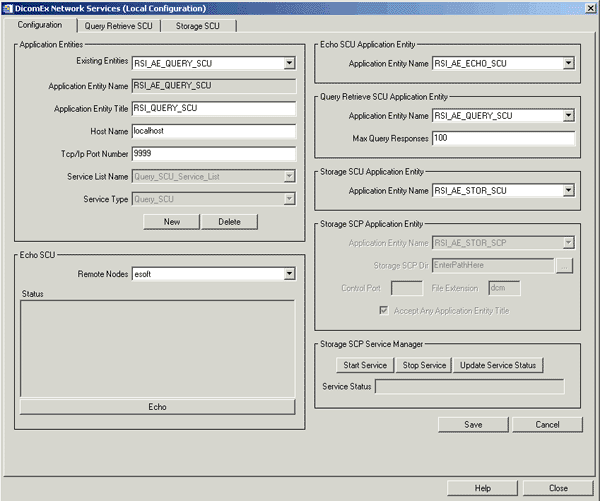 DicomEx Network Services (Local Configuration)
Configuration
Query Retrieve SCU
Storage SCU
Application Entities
Existing Entities
RSI_AE_QUERY_SCU
Application Entity Name
RSI_AE_QUERY_SCU
Application Entity Title
RSI_QUERY_SCU
Host Name
localhost
Tcp/Ip Port Number
9999
Service List Name
Query_SCU_Service_List
Service Type
Query_SCU
New
Delete
Echo SCU
Remote Nodes
esoft
Status
Echo
Echo SCU Application Entity
Application Entity Name
RSI_AE_ECHO_SCU
Query Retrieve SCU Application Entity
Application Entity Name
RSI_AE_QUERY_SCU
Max Query Responses
100
Storage SCU Application Entity
Application Entity Name
RSI_AE_STOR_SCU
Storage SCP Application Entity
Application Entity Name
RSI_AE_STOR_SCP
Storage SCP Dir
EnterPathHere
...
Control Port
File Extension
dcm
Accept Any Application Entity Title
Storage SCP Service Manager
Start Service
Stop Service
Update Service Status
Service Status
Save
Cancel
Help
Close